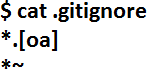 $ cat .gitignore
*.[oa]
*~